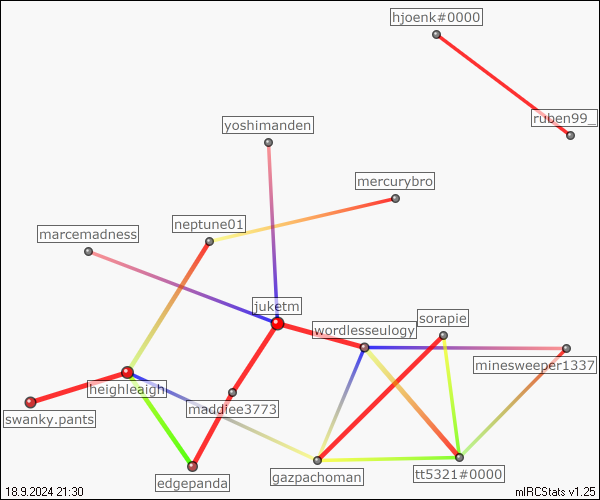 hjoenk#0000
ruben99_
yoshimanden
mercurybro
neptune01
marcemadness
juketm
sorapie
wordlesseulogy
minesweeper1337
heighleaigh
maddiee3773
swanky.pants
edgepanda
gazpachoman
tt5321#0000
18.9.2024 21:30
mIRCStats v1.25